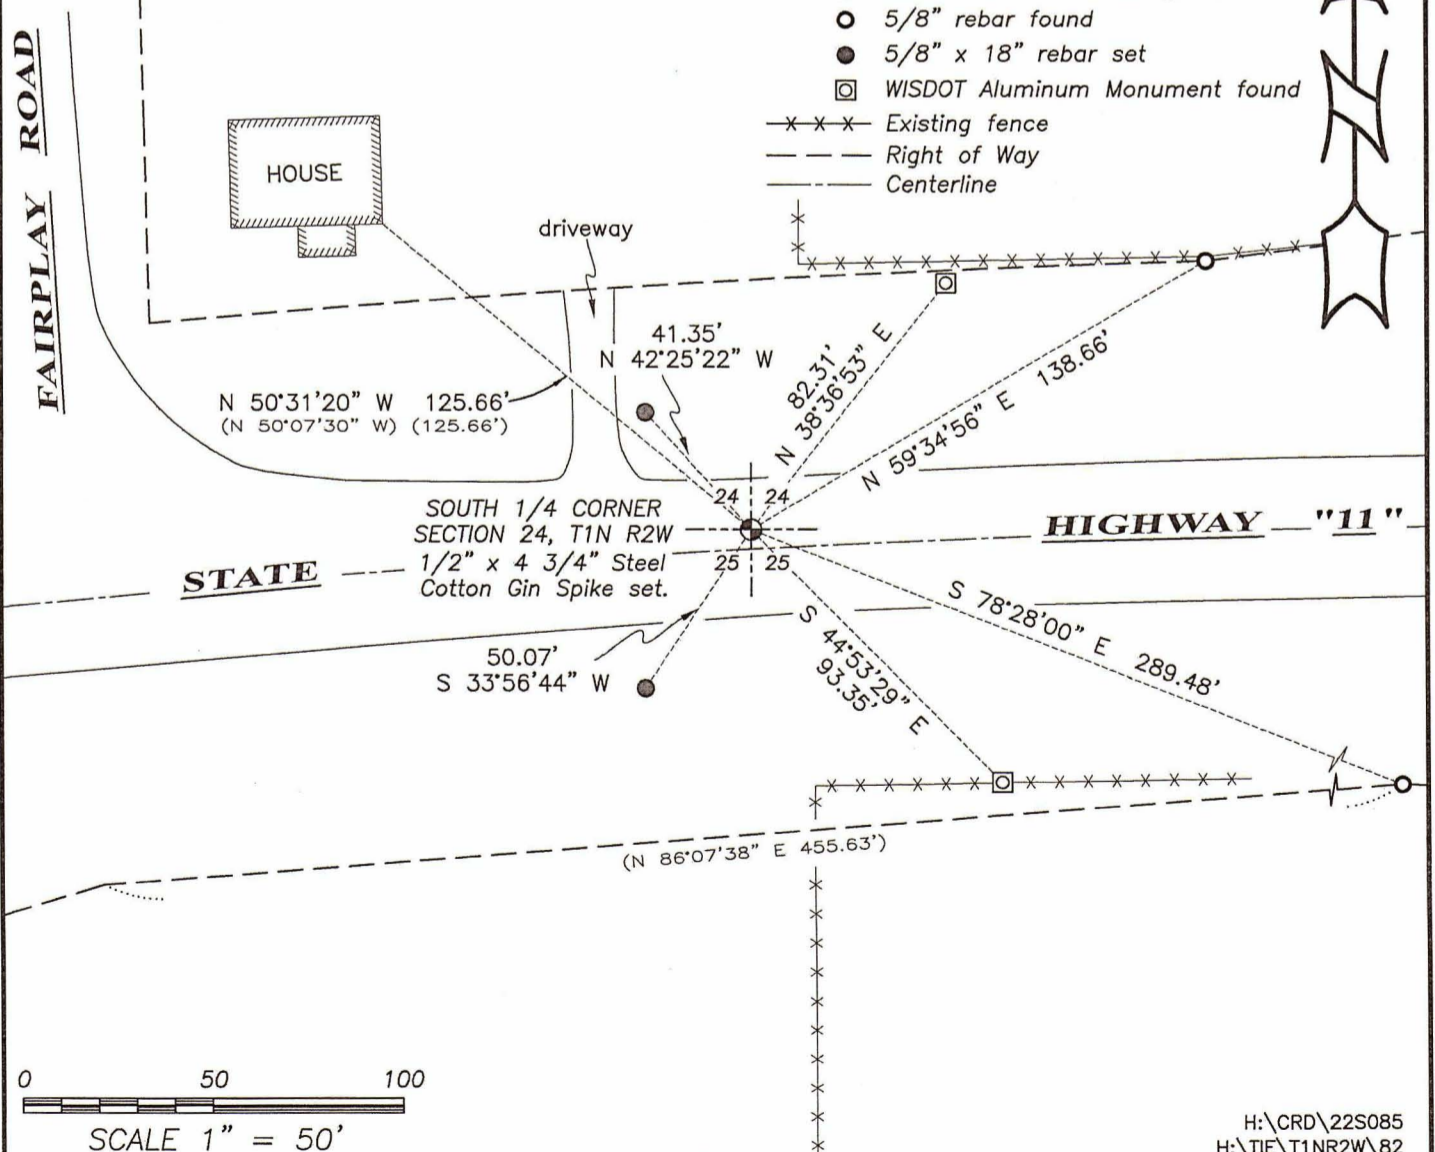 5/8" rebar found
5/8" x 18" rebar set
WISDOT Aluminum Monument found
Existing fence
Right of Way
Centerline
N
FAIRPLAY ROAD
HOUSE
driveway
41.35'
N 42°25'22" W
82.31'
N 38°36'53" E
138.66'
N 59°34'56" E
N 50°31'20" W 125.66'
(N 50°07'30" W) (125.66')
24 24
SOUTH 1/4 CORNER
SECTION 24, T1N R2W
1/2" x 4 3/4" Steel
Cotton Gin Spike set.
25 25
STATE HIGHWAY "11"
50.07'
S 33°56'44" W
S 44°53'29" E
93.35'
S 78°28'00" E 289.48'
(N 86°07'38" E 455.63')
0 50 100
SCALE 1" = 50'
H:\CRD\22S085
H:\TIF\T1NR2W\82